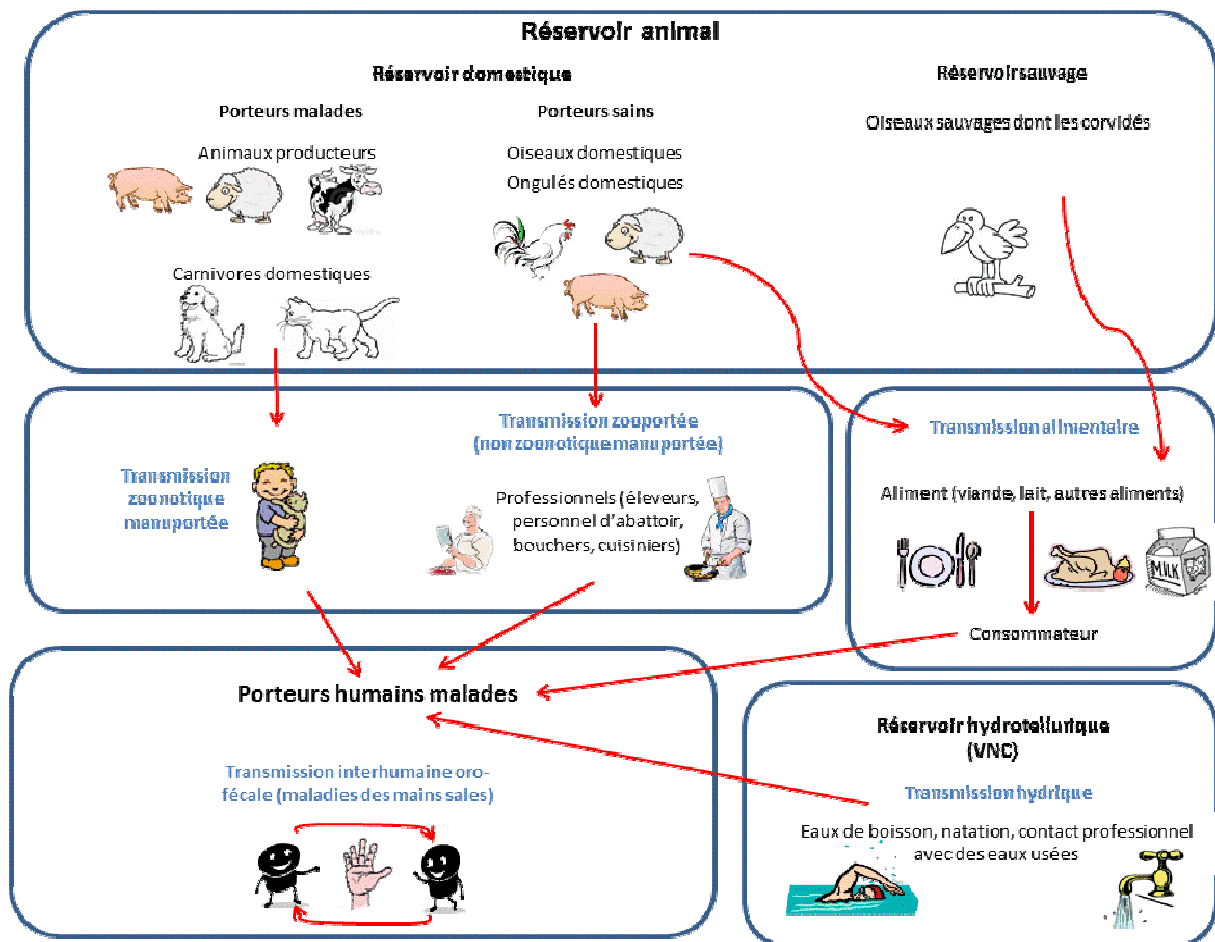 Réservoir animal
Réservoir domestique
Porteurs malades
Animaux producteurs
Carnivores domestiques
Porteurs sains
Oiseaux domestiques
Ongulés domestiques
Réservoir sauvage
Oiseaux sauvages dont les corvidés
Transmission
zoonotique
manuportée
Transmission zooportée
(non zoonotique manuportée)
Professionnels (éleveurs,
personnel d'abattoir,
bouchers, cuisiniers)
Transmission alimentaire
Aliment (viande, lait, autres aliments)
MILK
Consommateur
Porteurs humains malades
Transmission interhumaine oro-
fécale (maladies des mains sales)
Réservoir hydrotellurique
(VNC)
Transmission hydrique
Eaux de boisson, natation, contact professionnel
avec des eaux usées